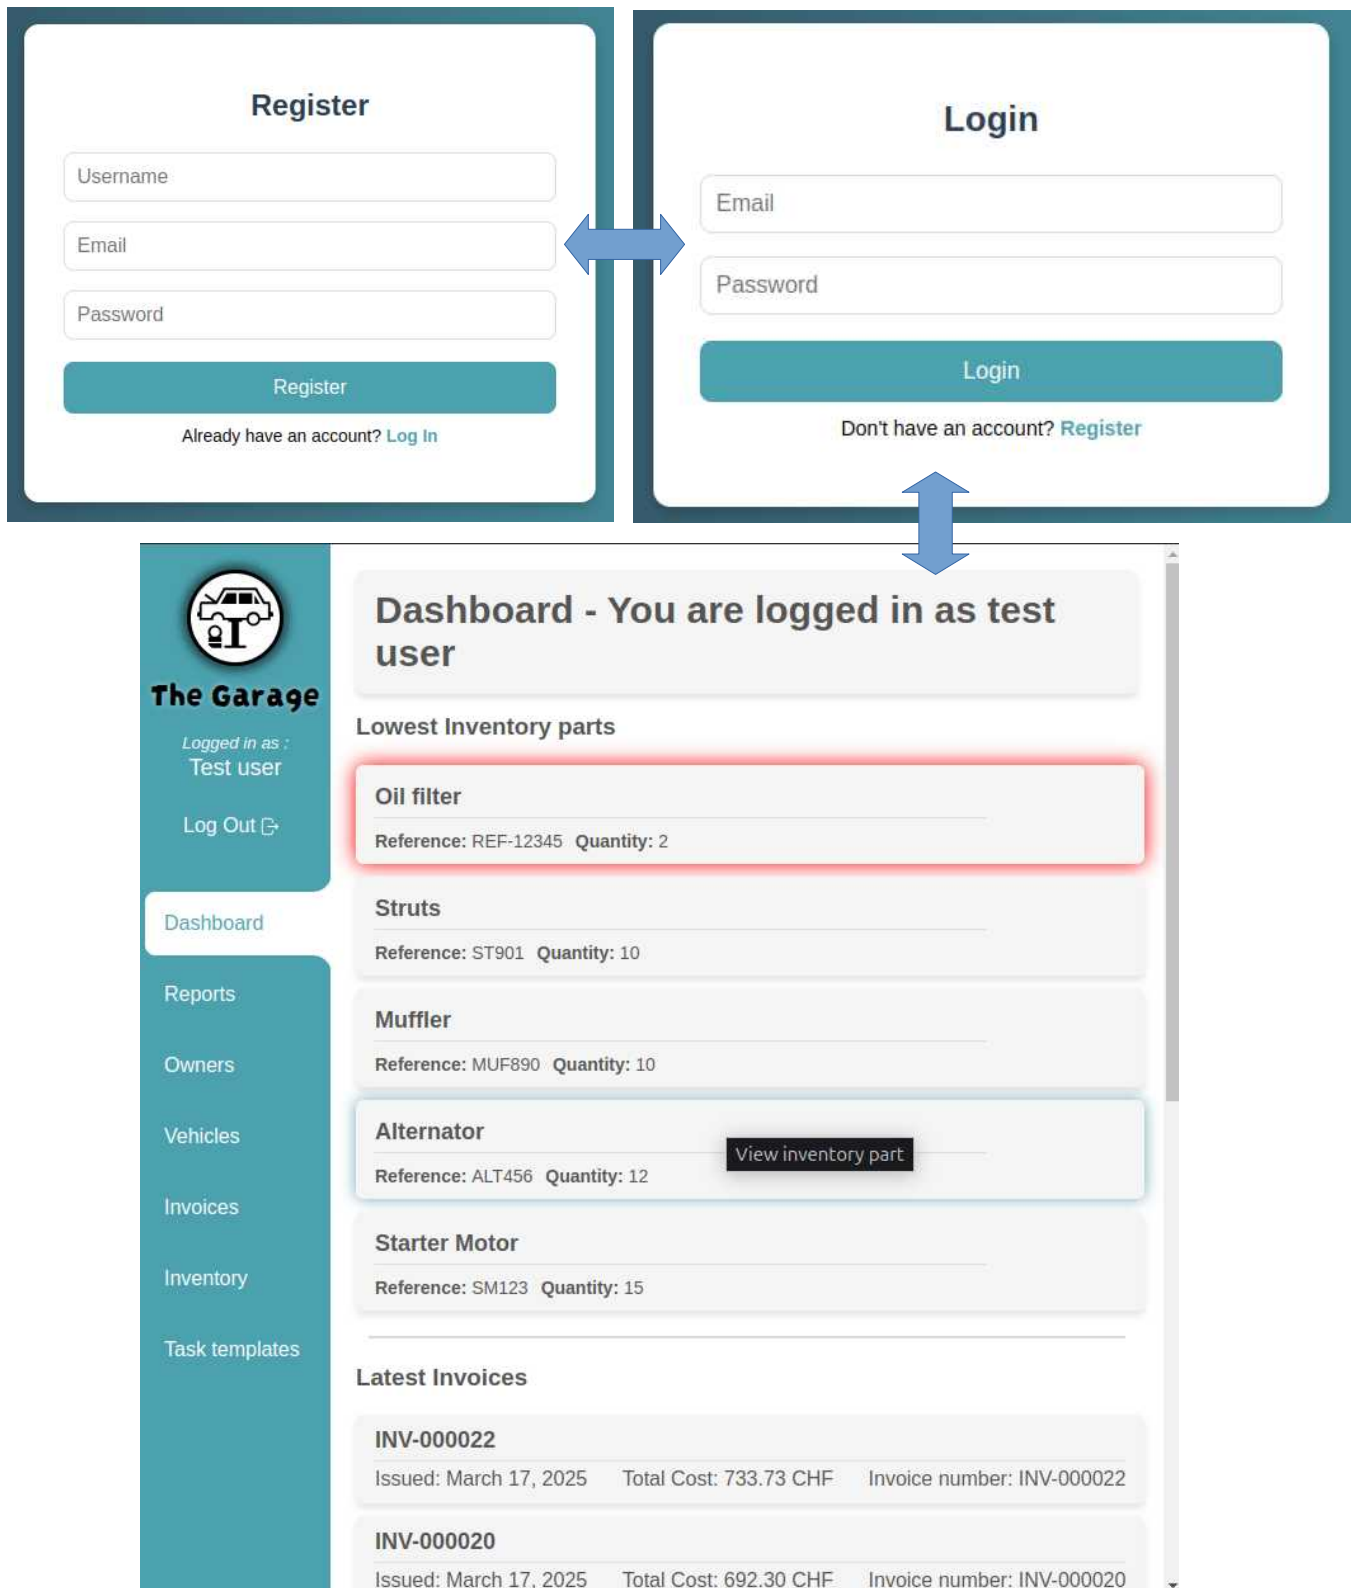 Register
Username
Email
Password
Register
Already have an account? Log In
Login
Email
Password
Login
Don't have an account? Register
The Garage
Logged in as :
Test user
Log Out
Dashboard
Reports
Owners
Vehicles
Invoices
Inventory
Task templates
Dashboard - You are logged in as test
user
Lowest Inventory parts
Oil filter
Reference: REF-12345 Quantity: 2
Struts
Reference: ST901 Quantity: 10
Muffler
Reference: MUF890 Quantity: 10
Alternator
View inventory part
Reference: ALT456 Quantity: 12
Starter Motor
Reference: SM123 Quantity: 15
Latest Invoices
INV-000022
Issued: March 17, 2025 Total Cost: 733.73 CHF Invoice number: INV-000022
INV-000020
Issued: March 17, 2025 Total Cost: 692.30 CHF Invoice number: INV-000020